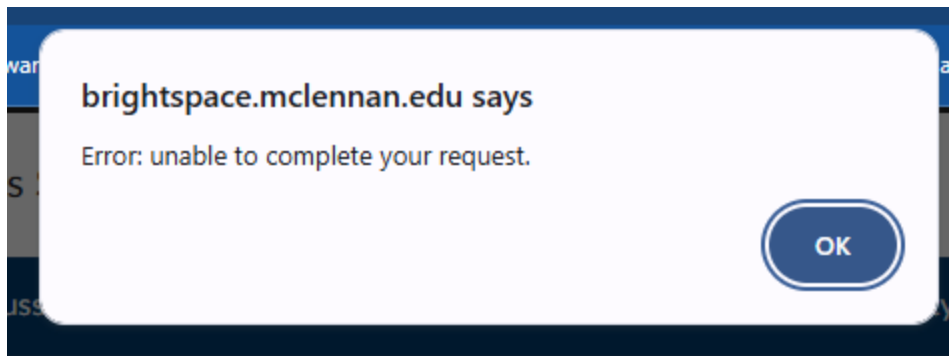 brightspace.mclennan.edu says
Error: unable to complete your request.
OK